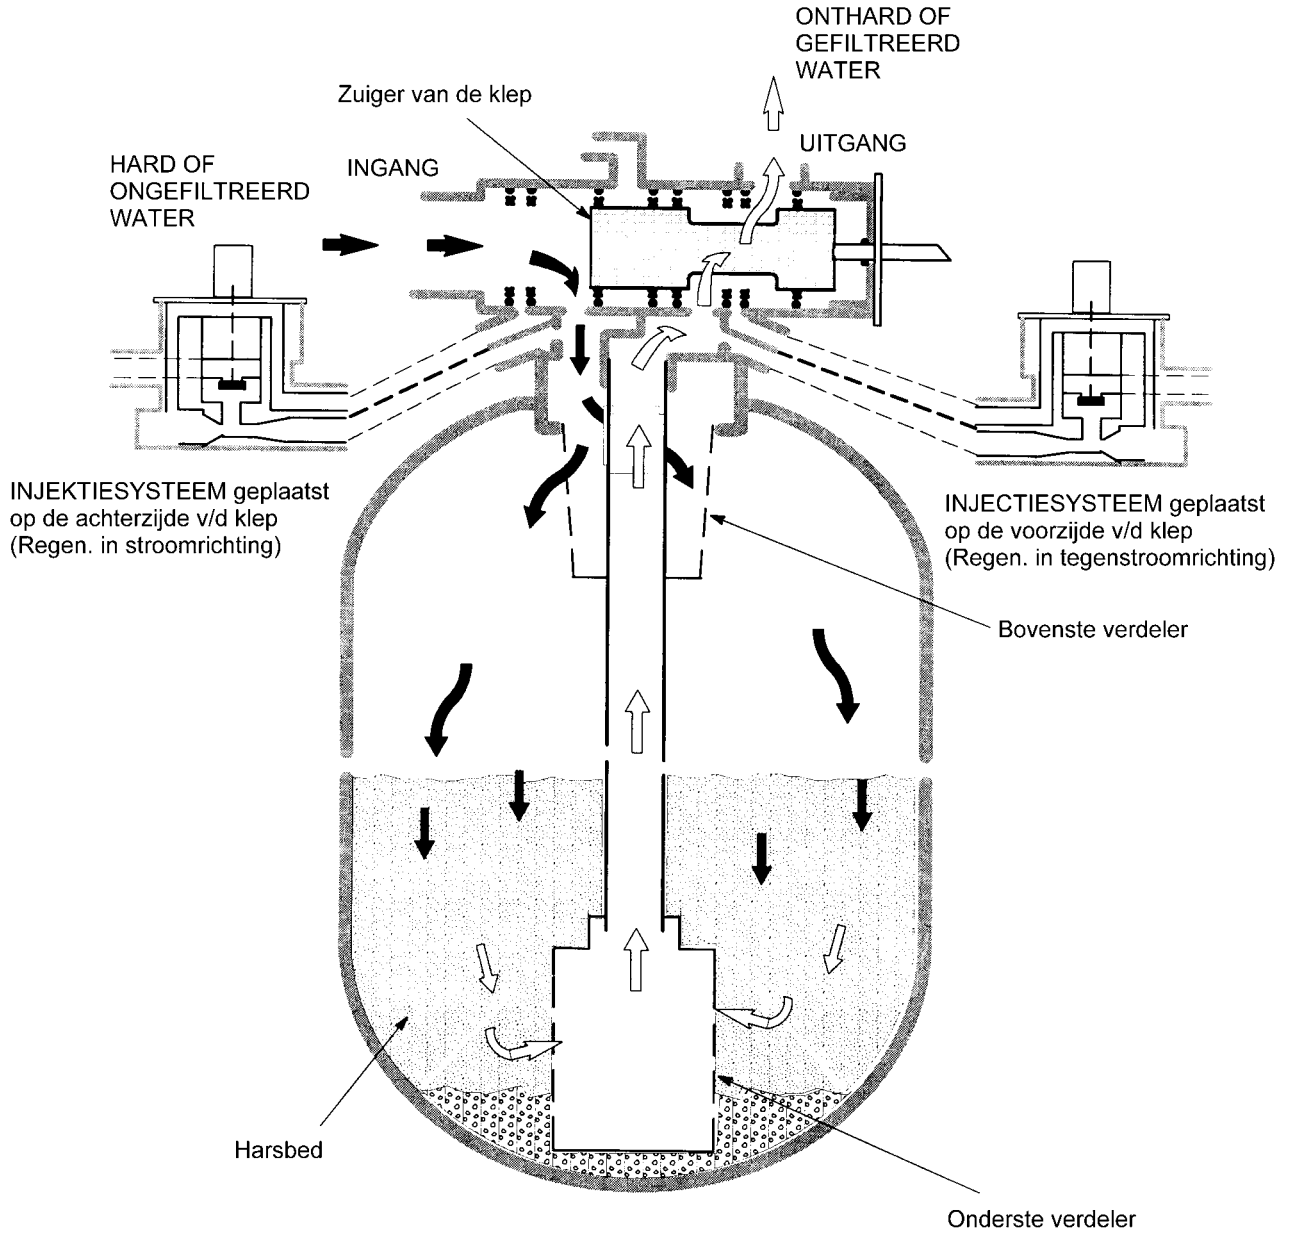 ONTHARD OF
GEFILTREERD
WATER
Zuiger van de klep
UITGANG
HARD OF
ONGEFILTREERD
WATER
INGANG
INJEKTIESYSTEEM geplaatst
op de achterzijde v/d klep
(Regen. in stroomrichting)
INJECTIESYSTEEM geplaatst
op de voorzijde v/d klep
(Regen. in tegenstroomrichting)
Bovenste verdeler
Harsbed
Onderste verdeler